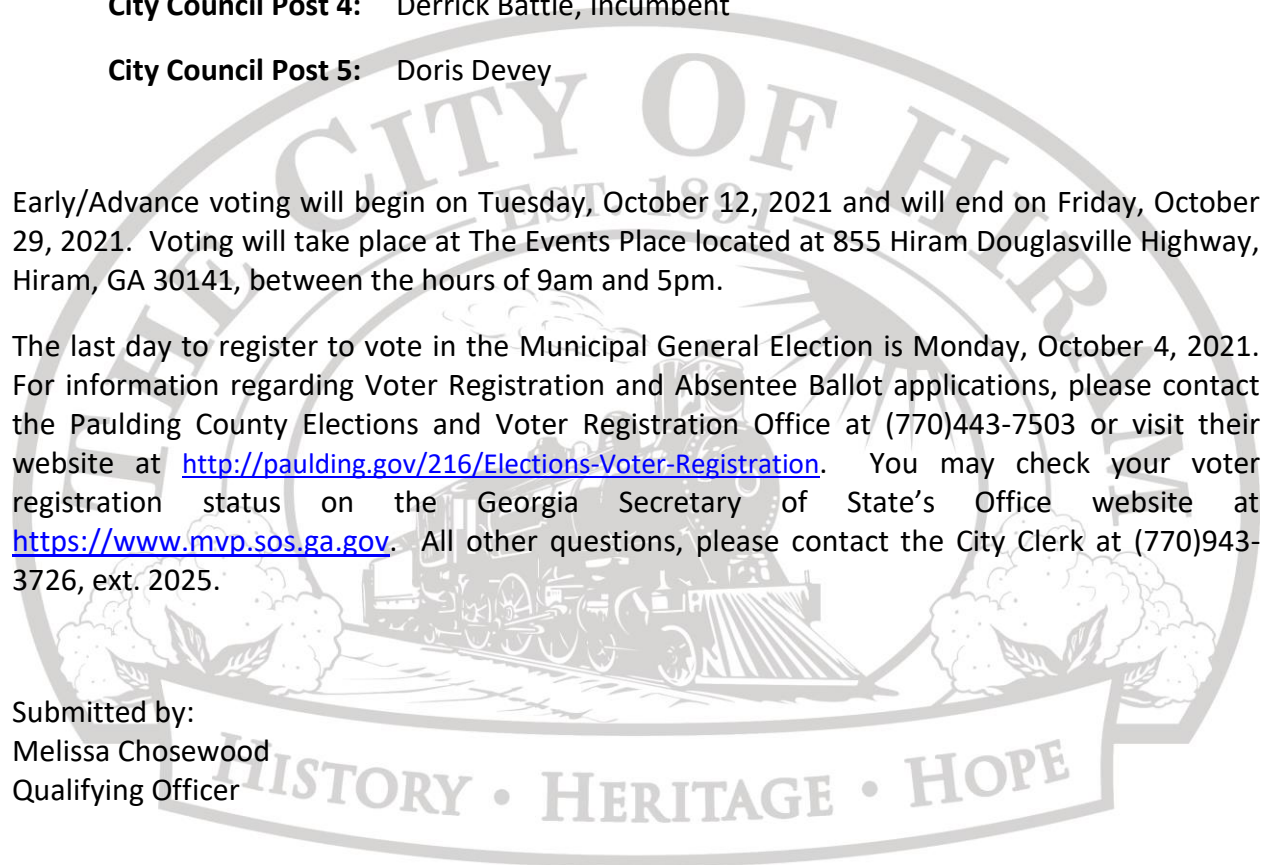 City Council Post 4: Derrick Battle, Incumbent
City Council Post 5: Doris Devey
THE CITY OF HIRAM
EST. 1891
Early/Advance voting will begin on Tuesday, October 12, 2021 and will end on Friday, October
29, 2021. Voting will take place at The Events Place located at 855 Hiram Douglasville Highway,
Hiram, GA 30141, between the hours of 9am and 5pm.
The last day to register to vote in the Municipal General Election is Monday, October 4, 2021.
For information regarding Voter Registration and Absentee Ballot applications, please contact
the Paulding County Elections and Voter Registration Office at (770)443-7503 or visit their
website at http://paulding.gov/216/Elections-Voter-Registration. You may check your voter
registration status on the Georgia Secretary of State’s Office website at
https://www.mvp.sos.ga.gov. All other questions, please contact the City Clerk at (770)943-
3726, ext. 2025.
Submitted by:
Melissa Chosewood
Qualifying Officer
HISTORY • HERITAGE • HOPE